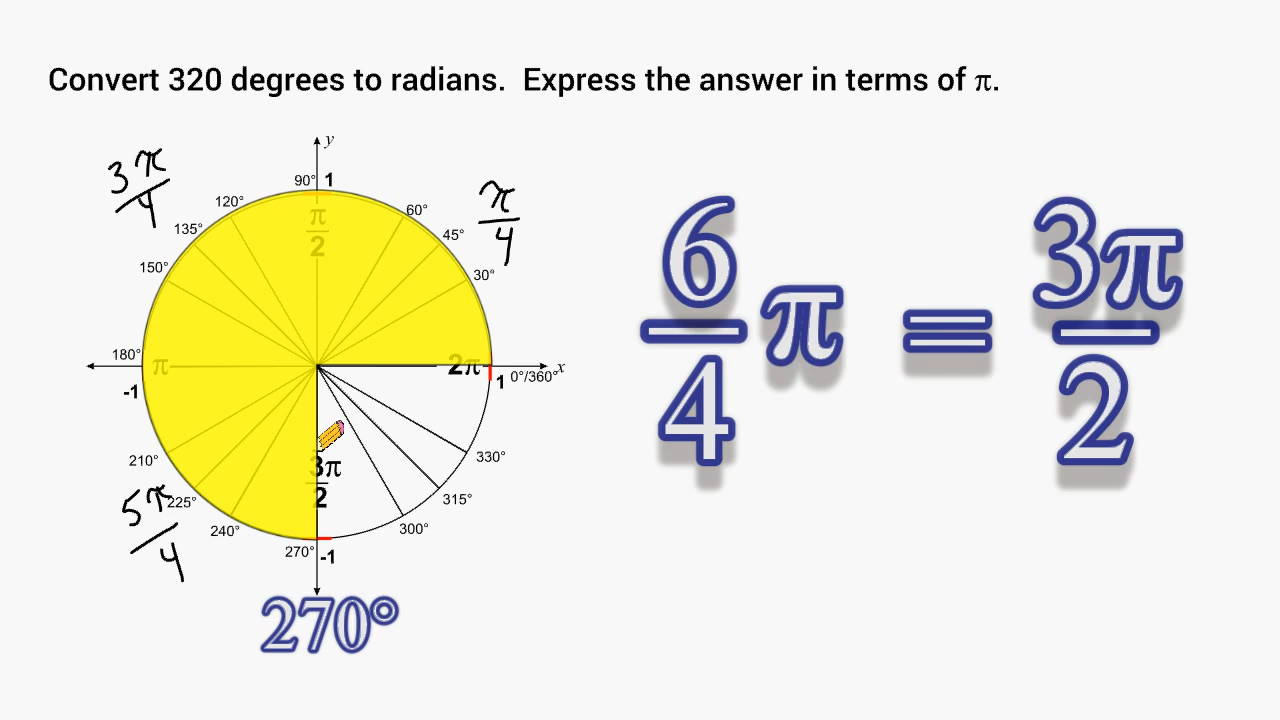 Convert 320 degrees to radians. Express the answer in terms of π.
y
90° 1
120° 60°
135° 45°
150° 30°
3π/4
π/4
π/2
180° π 2π x
-1 1 0°/360°
210° 330°
225° 315°
240° 300°
270° -1
5π/4
3π/2
270°
6/4 π = 3π/2